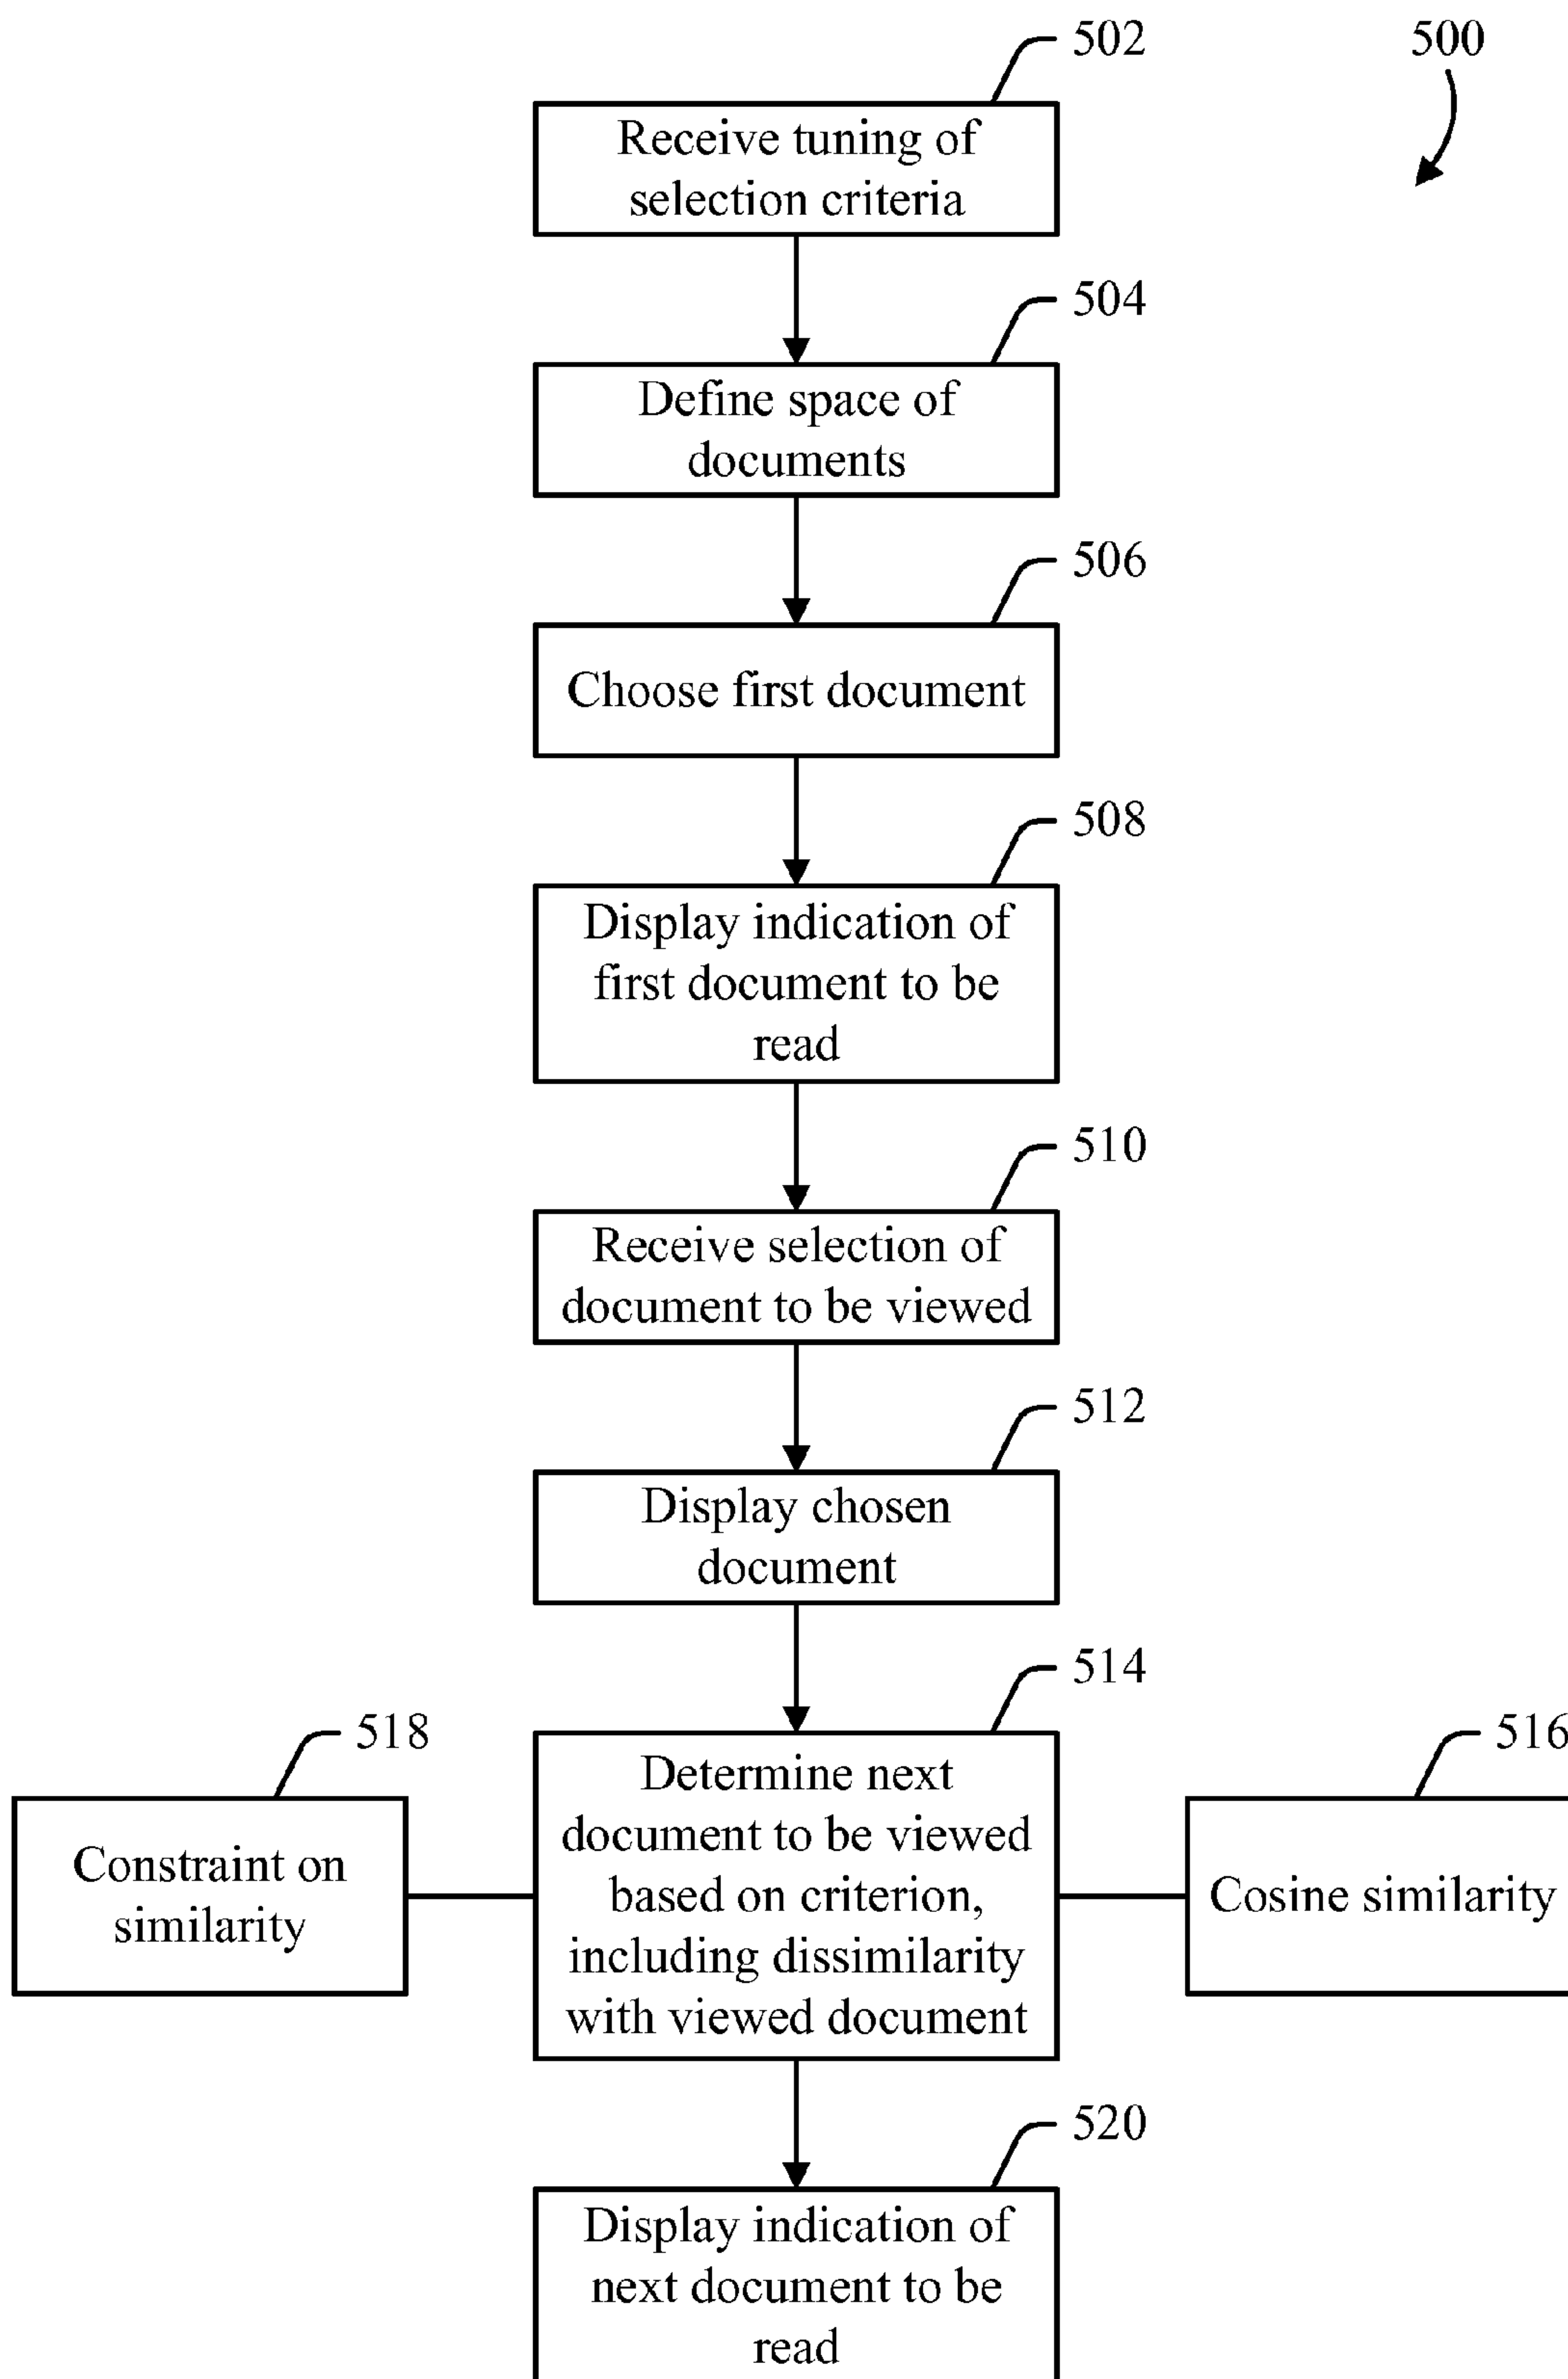 502
500
Receive tuning of
selection criteria
504
Define space of
documents
506
Choose first document
508
Display indication of
first document to be
read
510
Receive selection of
document to be viewed
512
Display chosen
document
514
518
516
Determine next
document to be viewed
based on criterion,
including dissimilarity
with viewed document
Constraint on
similarity
Cosine similarity
520
Display indication of
next document to be
read